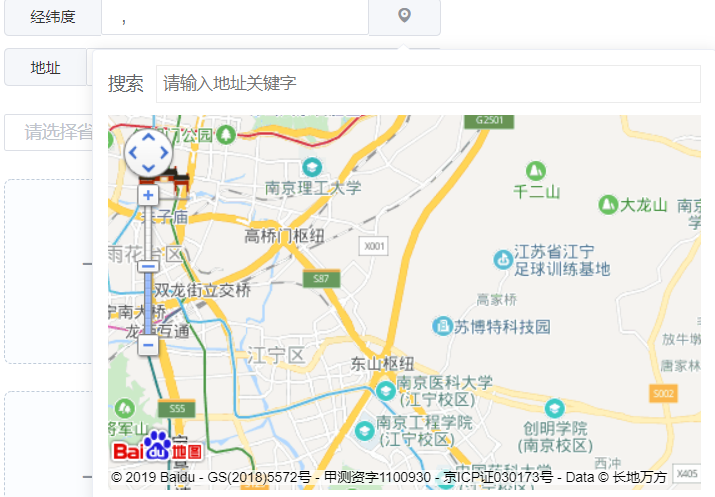 经纬度
,
地址
搜索
请输入地址关键字
请选择省
门公园
G2501
南京理工大学
千二山
大龙山
南京
夫子庙
高桥门枢纽
X001
雨花台区
江苏省江宁
足球训练基地
S87
双龙街立交桥
高家桥
宁南大桥
苏博特科技园
龙西互通
放牛墩
江宁区
东山枢纽
唐家林
南京医科大学
(江宁校区)
S002
S55
将军山
南京工程学院
(江宁校区)
创明学院
(南京校区)
Bai du 地图
西冲
X405
© 2019 Baidu - GS(2018)5572号 - 甲测资字1100930 - 京ICP证030173号 - Data © 长地万方